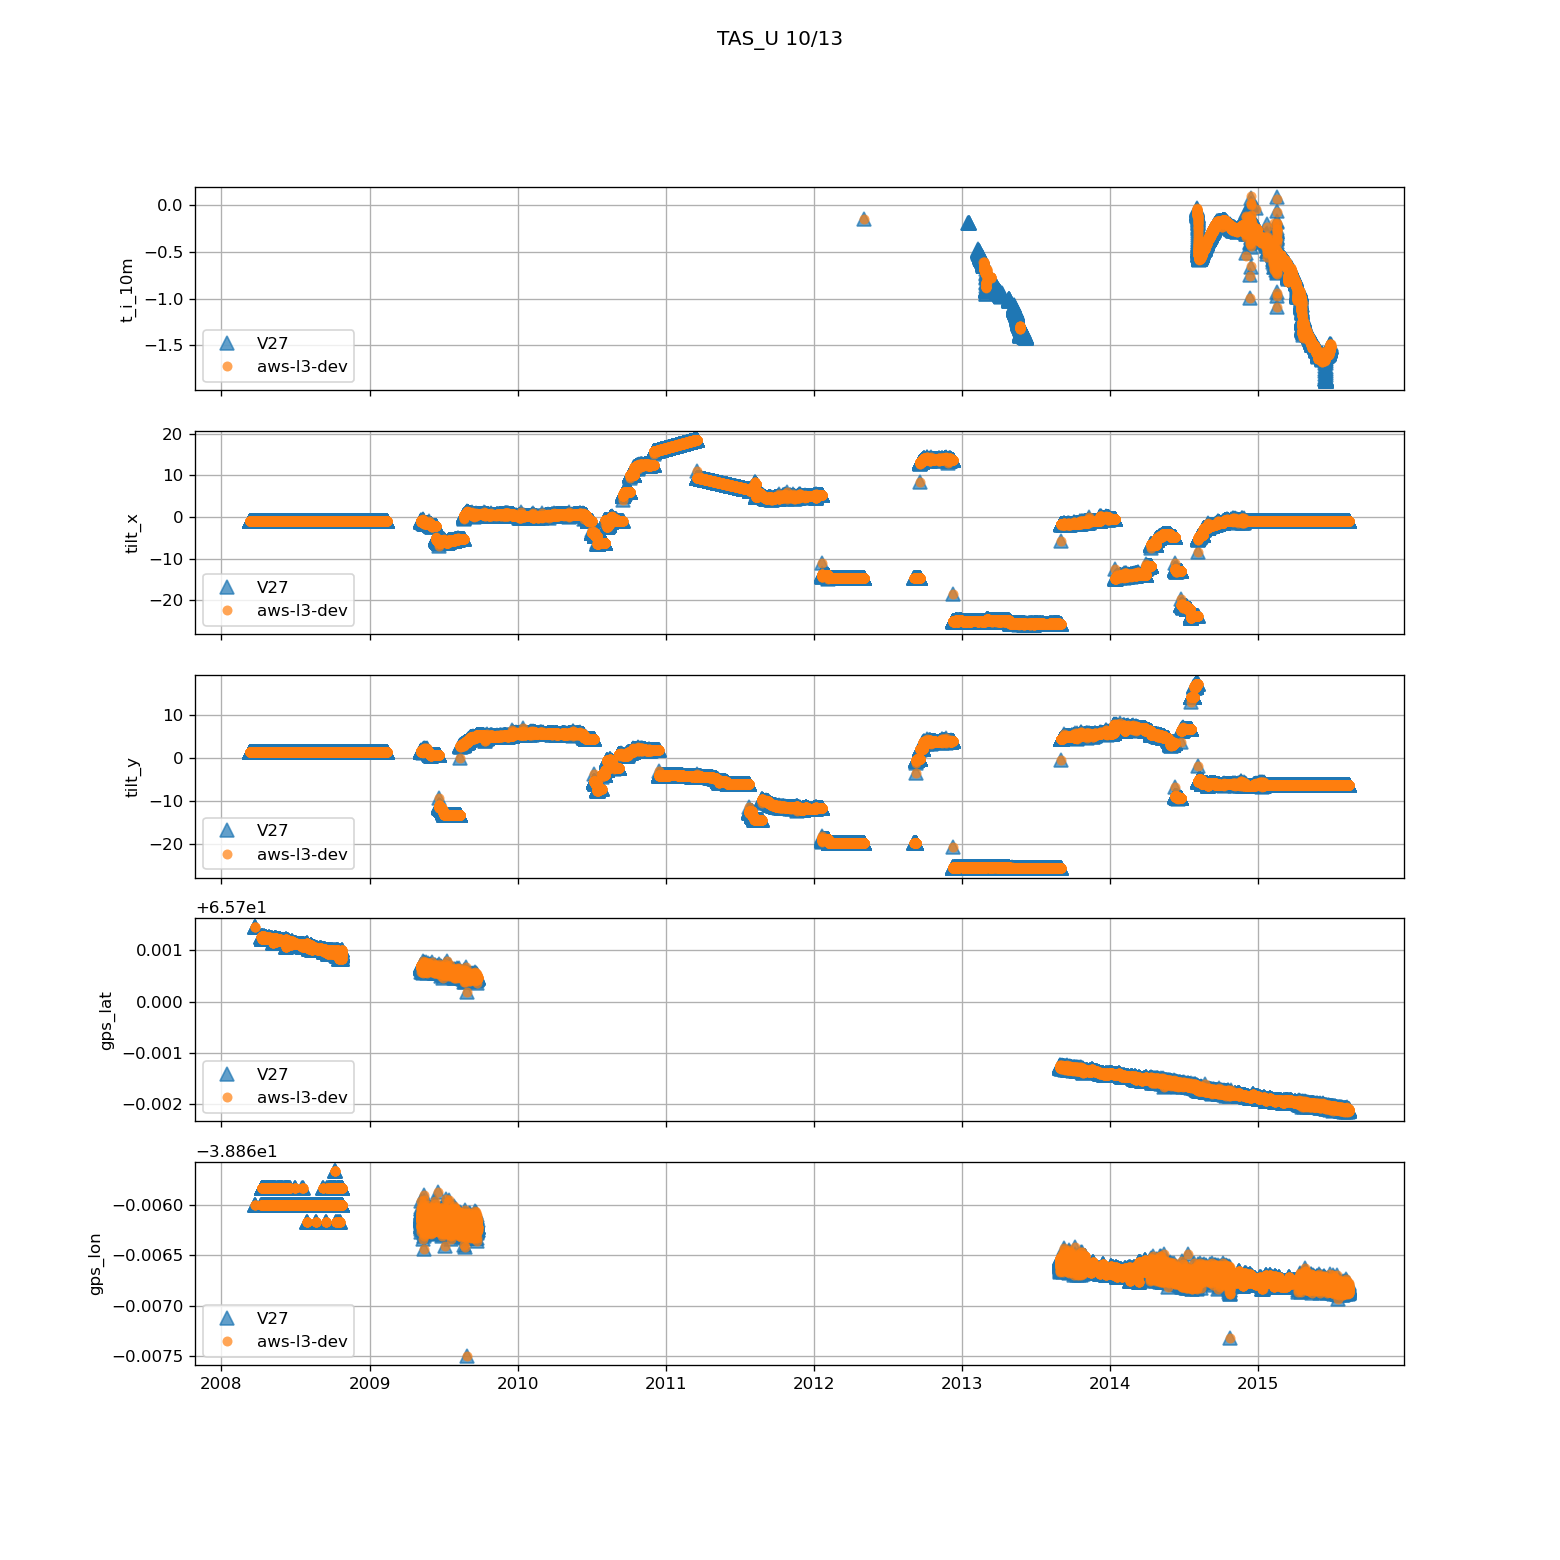 TAS_U 10/13
0.0
−0.5
−1.0
−1.5
t_i_10m
V27
aws-l3-dev
20
10
0
−10
−20
tilt_x
V27
aws-l3-dev
10
0
−10
−20
tilt_y
V27
aws-l3-dev
+6.57e1
0.001
0.000
−0.001
−0.002
gps_lat
V27
aws-l3-dev
−3.886e1
−0.0060
−0.0065
−0.0070
−0.0075
gps_lon
V27
aws-l3-dev
2008 2009 2010 2011 2012 2013 2014 2015